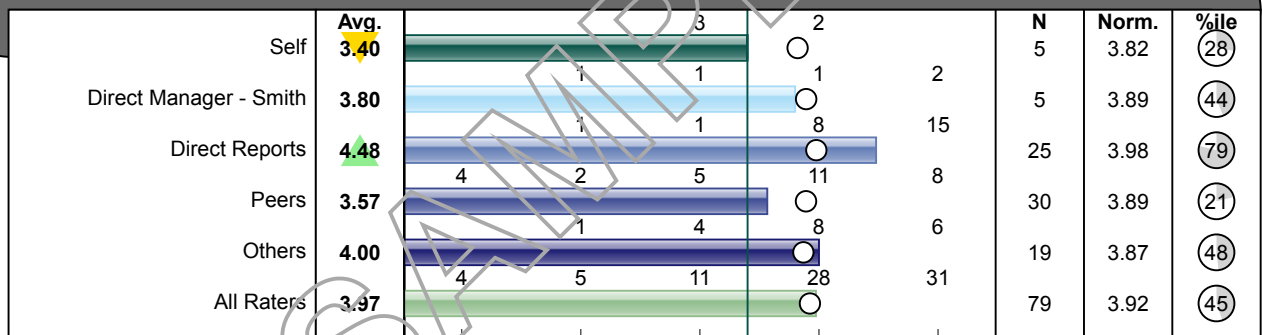 Avg. 3 2 N Norm. %ile
Self 3.40 5 3.82 28
1 1 1 2
Direct Manager - Smith 3.80 5 3.89 44
1 1 8 15
Direct Reports 4.48 25 3.98 79
4 2 5 11 8
Peers 3.57 30 3.89 21
1 4 8 6
Others 4.00 19 3.87 48
4 5 11 28 31
All Raters 3.97 79 3.92 45
SAMPL